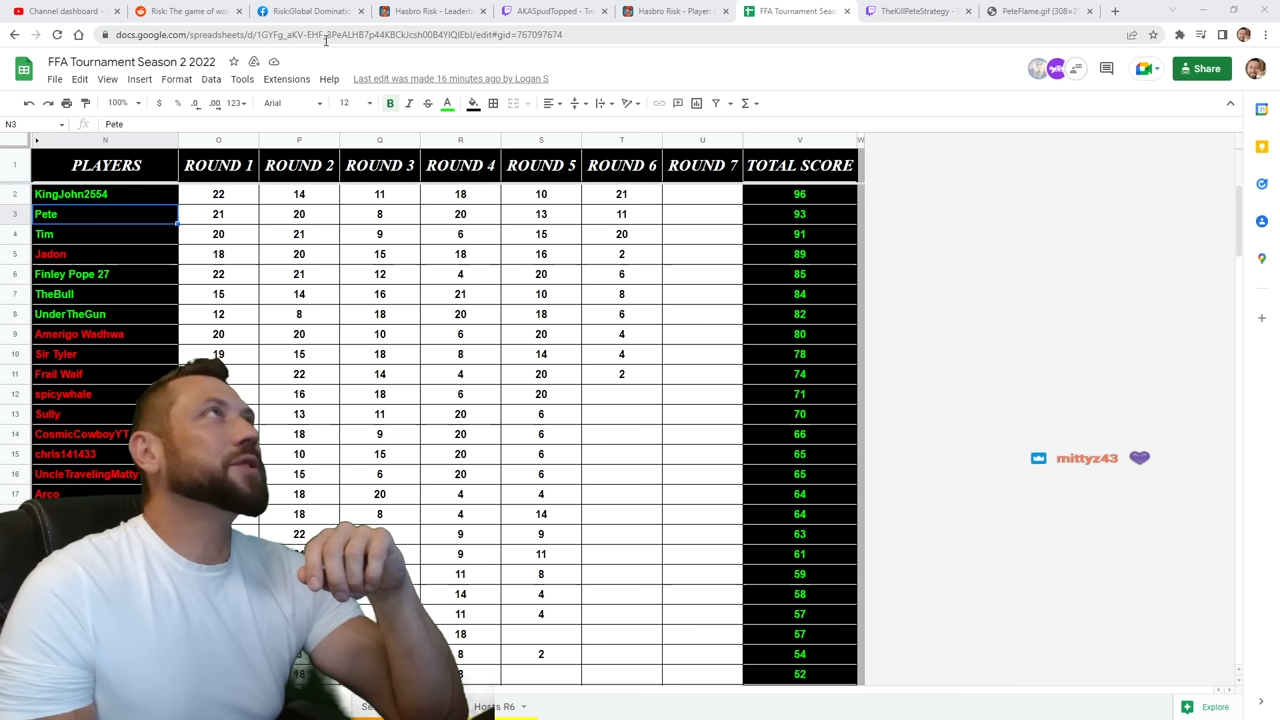 Channel dashboard - Risk: The game of wor Risk:Global Dominatio Hasbro Risk - Leaderb AKASpudTopped - Tw Hasbro Risk - Player FFA Tournament Seas TheKillPeteStrategy - T PeteFlame.gif (308×2
docs.google.com/spreadsheets/d/1GYFg_aKV-EHF
FFA Tournament Season 2 2022
File Edit View Insert Format Data Tools Extensions Help Last edit was made 16 minutes ago by Logan S
Share
100% $ % .0 .00 123 Arial 12 B I S A
N3 fx Pete
N O P Q R S T U V W
1 PLAYERS ROUND 1 ROUND 2 ROUND 3 ROUND 4 ROUND 5 ROUND 6 ROUND 7 TOTAL SCORE
2 KingJohn2554 22 14 11 18 10 21 96
3 Pete 21 20 8 20 13 11 93
4 Tim 20 21 9 6 15 20 91
5 Jadon 18 20 15 18 16 2 89
6 Finley Pope 27 22 21 12 4 20 6 85
7 TheBull 15 14 16 21 10 8 84
8 UnderTheGun 12 8 18 20 18 6 82
9 Amerigo Wadhwa 20 20 10 6 20 4 80
10 Sir Tyler 19 15 18 8 14 4 78
11 Frail Waif 22 14 4 20 2 74
12 spicywhale 16 18 6 20 71
13 Sully 13 11 20 6 70
14 CosmicCowboyYT 18 9 20 6 66
15 chris141433 10 15 20 6 65
16 UncleTravelingMatty 15 6 20 6 65
17 Arco 18 20 4 4 64
18 8 4 14 64
22 9 9 63
9 11 61
11 8 59
14 4 58
11 4 57
18 57
8 2 54
18 52
mittyz43
Hosts R6
Explore